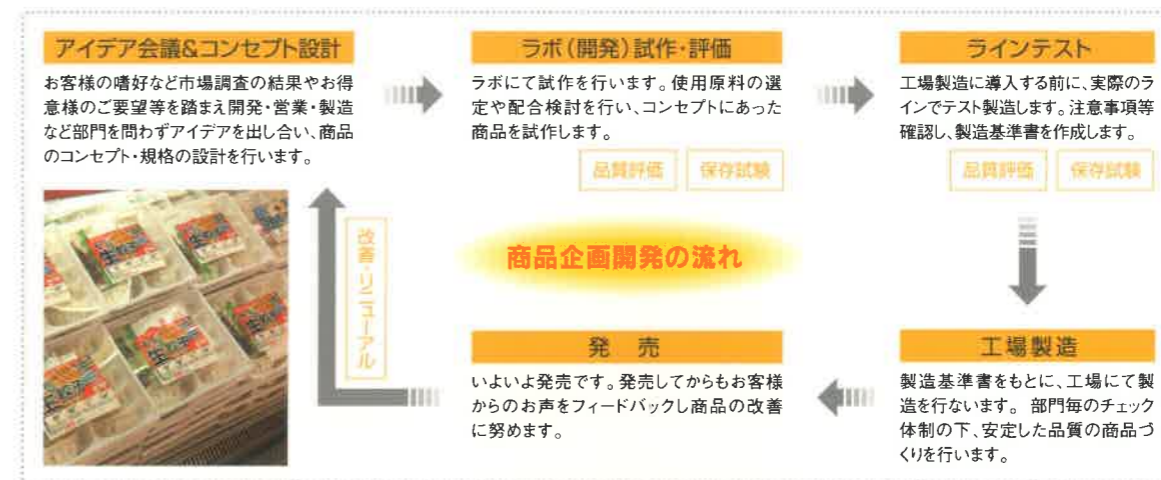 アイデア会議&コンセプト設計
お客様の嗜好など市場調査の結果やお得
意様のご要望等を踏まえ開発・営業・製造
など部門を問わずアイデアを出し合い、商品
のコンセプト・規格の設計を行います。
ラボ(開発)試作・評価
ラボにて試作を行います。使用原料の選
定や配合検討を行い、コンセプトにあった
商品を試作します。
品質評価
保存試験
ラインテスト
工場製造に導入する前に、実際のラ
インでテスト製造します。注意事項等
確認し、製造基準書を作成します。
品質評価
保存試験
商品企画開発の流れ
改善・リニューアル
発 売
いよいよ発売です。発売してからもお客様
からのお声をフィードバックし商品の改善
に努めます。
工場製造
製造基準書をもとに、工場にて製
造を行ないます。 部門毎のチェック
体制の下、安定した品質の商品づ
くりを行います。